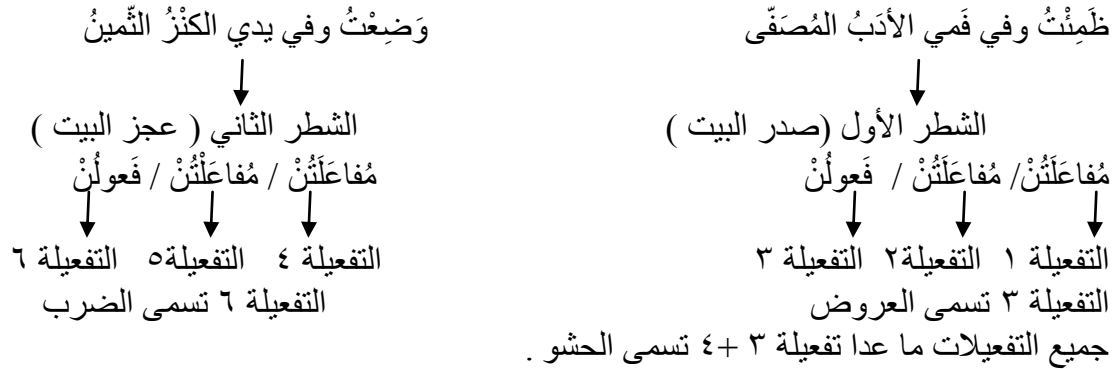 ظَمِئْتُ وفي فَمي الأدَبُ المُصَفّى وَضِعْتُ وفي يدي الكنْزُ الثّمينُ
الشطر الأول (صدر البيت ) الشطر الثاني ( عجز البيت )
مُفاعَلَتُنْ/ مُفاعَلَتُنْ / فَعولُنْ مُفاعَلَتُنْ / مُفاعَلْتُنْ / فَعولُنْ
التفعيلة ١ التفعيلة٢ التفعيلة ٣ التفعيلة ٤ التفعيلة٥ التفعيلة ٦
التفعيلة ٣ تسمى العروض التفعيلة ٦ تسمى الضرب
جميع التفعيلات ما عدا تفعيلة ٣ +٤ تسمى الحشو .